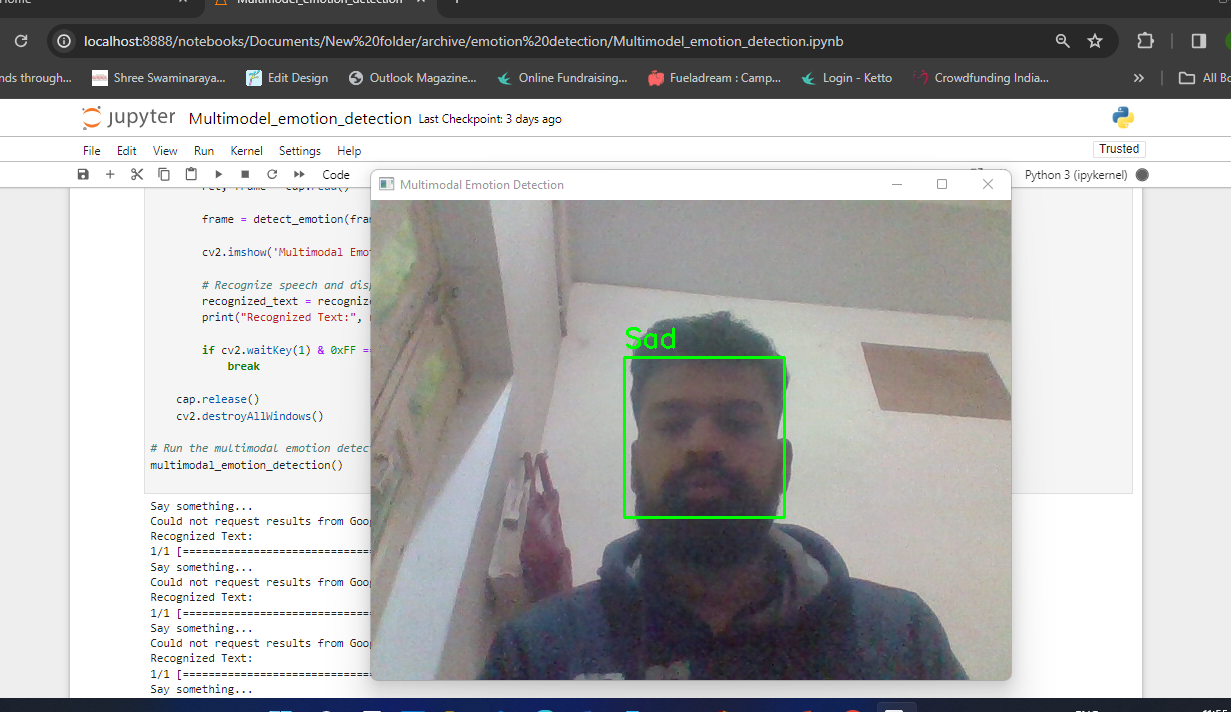 Multimodel_emotion_detection
localhost:8888/notebooks/Documents/New%20folder/archive/emotion%20detection/Multimodel_emotion_detection.ipynb
nds through...
Shree Swaminaraya...
Edit Design
Outlook Magazine...
Online Fundraising...
Fueladream : Camp...
Login - Ketto
Crowdfunding India...
»
All Bo
jupyter Multimodel_emotion_detection Last Checkpoint: 3 days ago
File Edit View Run Kernel Settings Help
Trusted
Code
Python 3 (ipykernel)
Multimodal Emotion Detection
frame = detect_emotion(fra
cv2.imshow('Multimodal Emo
# Recognize speech and disp
recognized_text = recogniz
print("Recognized Text:",
if cv2.waitKey(1) & 0xFF ==
break
cap.release()
cv2.destroyAllWindows()
# Run the multimodal emotion detec
multimodal_emotion_detection()
Sad
Say something...
Could not request results from Goo
Recognized Text:
1/1 [==============================
Say something...
Could not request results from Goo
Recognized Text:
1/1 [==============================
Say something...
Could not request results from Goo
Recognized Text:
1/1 [==============================
Say something...